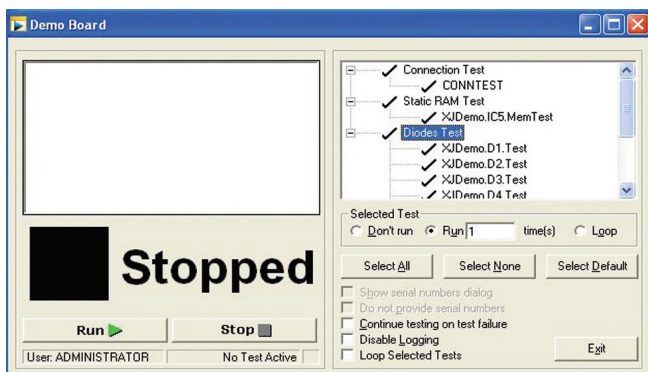 Demo Board
Connection Test
CONNTEST
Static RAM Test
XJDemo.IC5.MemTest
Diodes Test
XJDemo.D1.Test
XJDemo.D2.Test
XJDemo.D3.Test
XJDemo.D4.Test
Stopped
Run
Stop
User: ADMINISTRATOR
No Test Active
Selected Test
Don't run
Run 1 time(s)
Loop
Select All
Select None
Select Default
Show serial numbers dialog
Do not provide serial numbers
Continue testing on test failure
Disable Logging
Loop Selected Tests
Exit